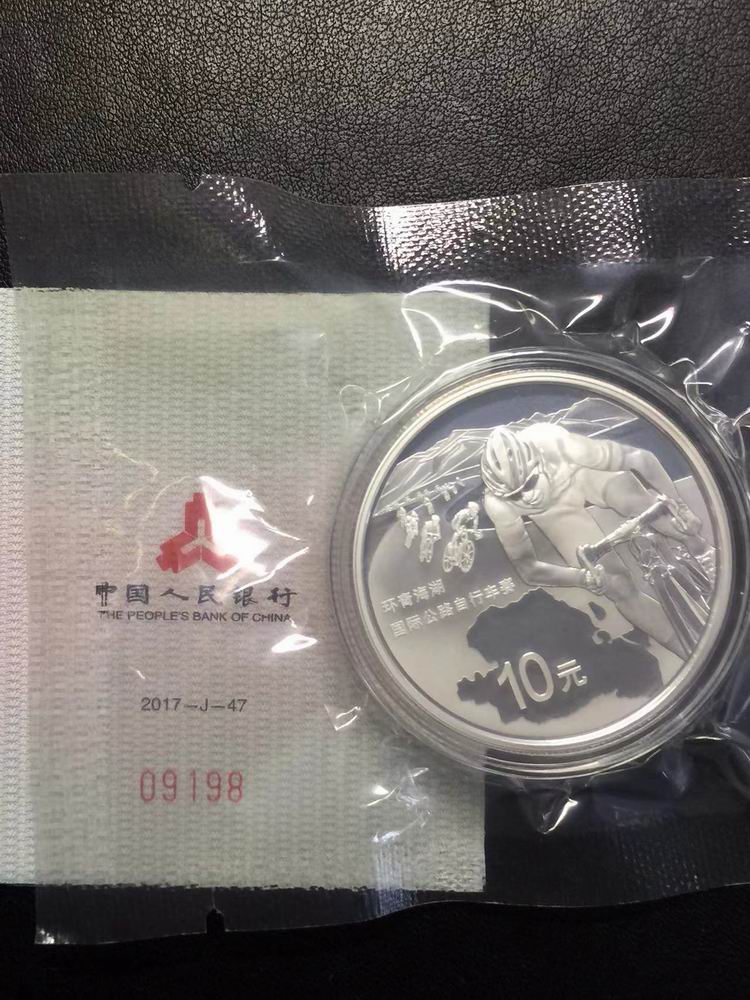 中国人民银行
THE PEOPLE'S BANK OF CHINA
2017-J-47
09198
环青海湖
国际公路自行车赛
10元